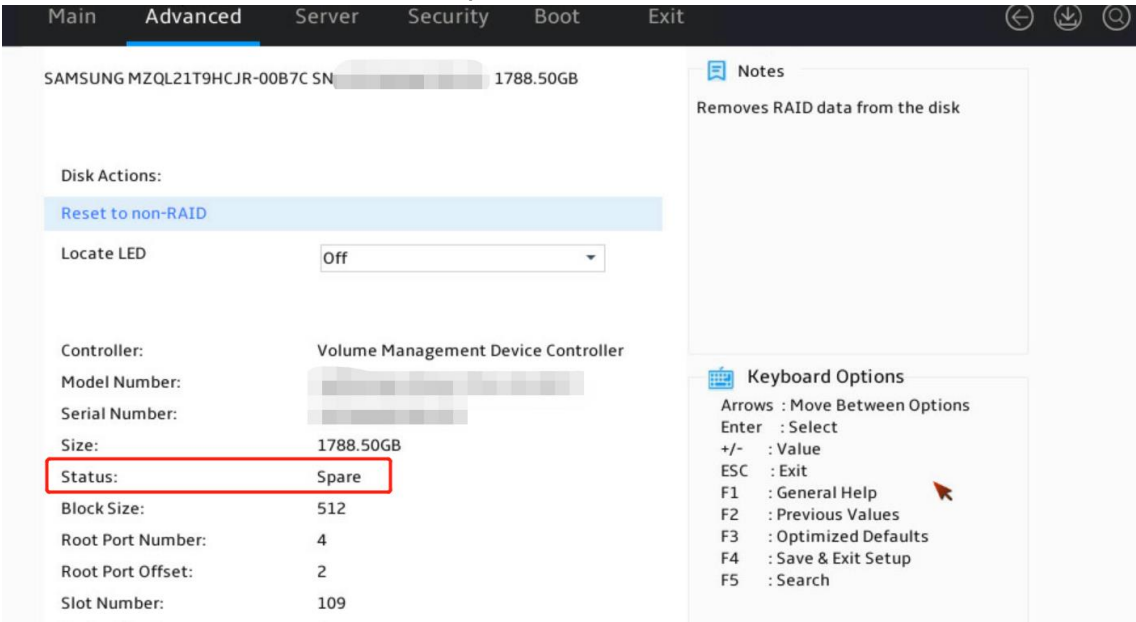 Main Advanced Server Security Boot Exit
SAMSUNG MZQL21T9HCJR-00B7C SN 1788.50GB
Disk Actions:
Reset to non-RAID
Locate LED Off
Controller: Volume Management Device Controller
Model Number:
Serial Number:
Size: 1788.50GB
Status: Spare
Block Size: 512
Root Port Number: 4
Root Port Offset: 2
Slot Number: 109
Notes
Removes RAID data from the disk
Keyboard Options
Arrows : Move Between Options
Enter : Select
+/- : Value
ESC : Exit
F1 : General Help
F2 : Previous Values
F3 : Optimized Defaults
F4 : Save & Exit Setup
F5 : Search